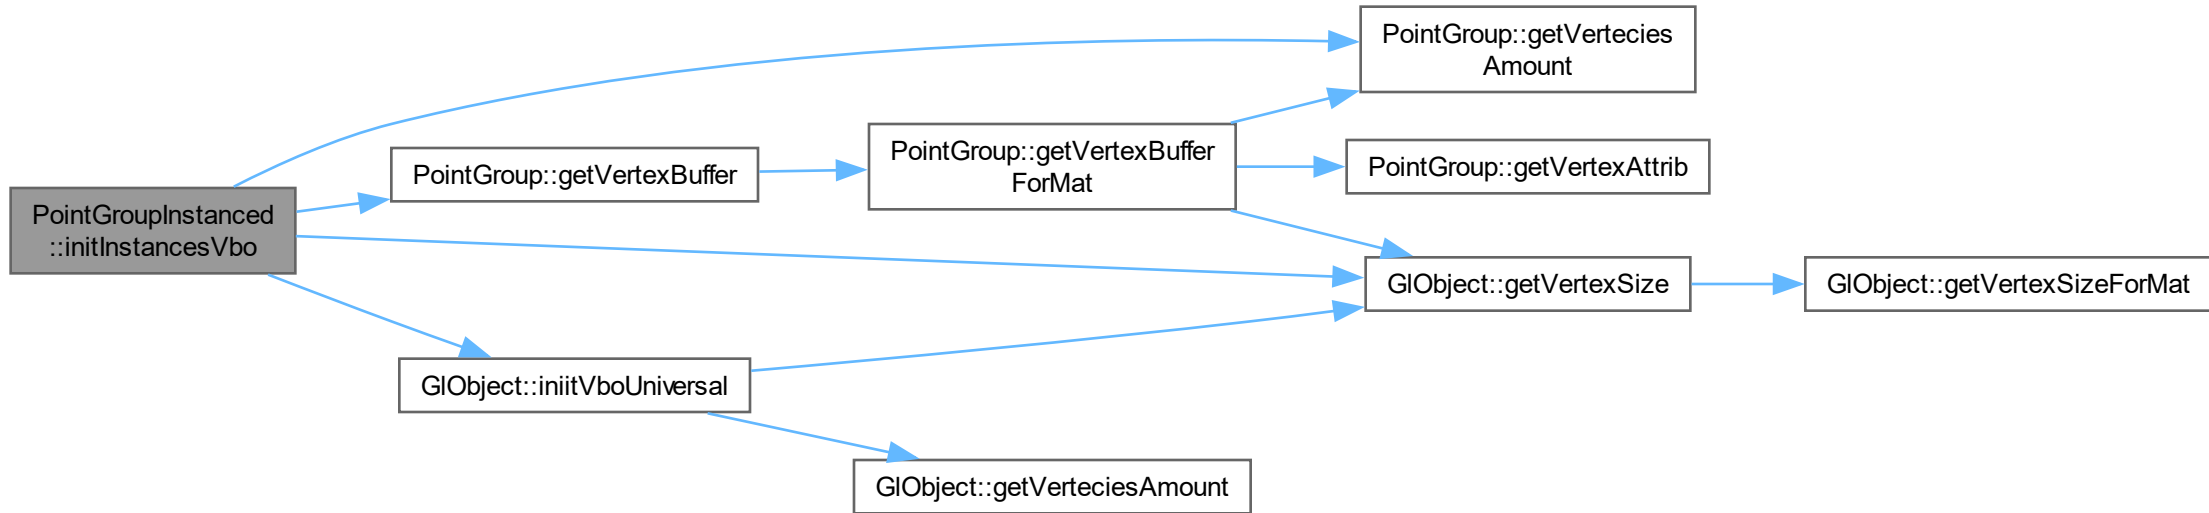 PointGroupInstanced
::initInstancesVbo
PointGroup::getVertexBuffer
GlObject::iniitVboUniversal
PointGroup::getVertexBuffer
ForMat
GlObject::getVerteciesAmount
PointGroup::getVertecies
Amount
PointGroup::getVertexAttrib
GlObject::getVertexSize
GlObject::getVertexSizeForMat